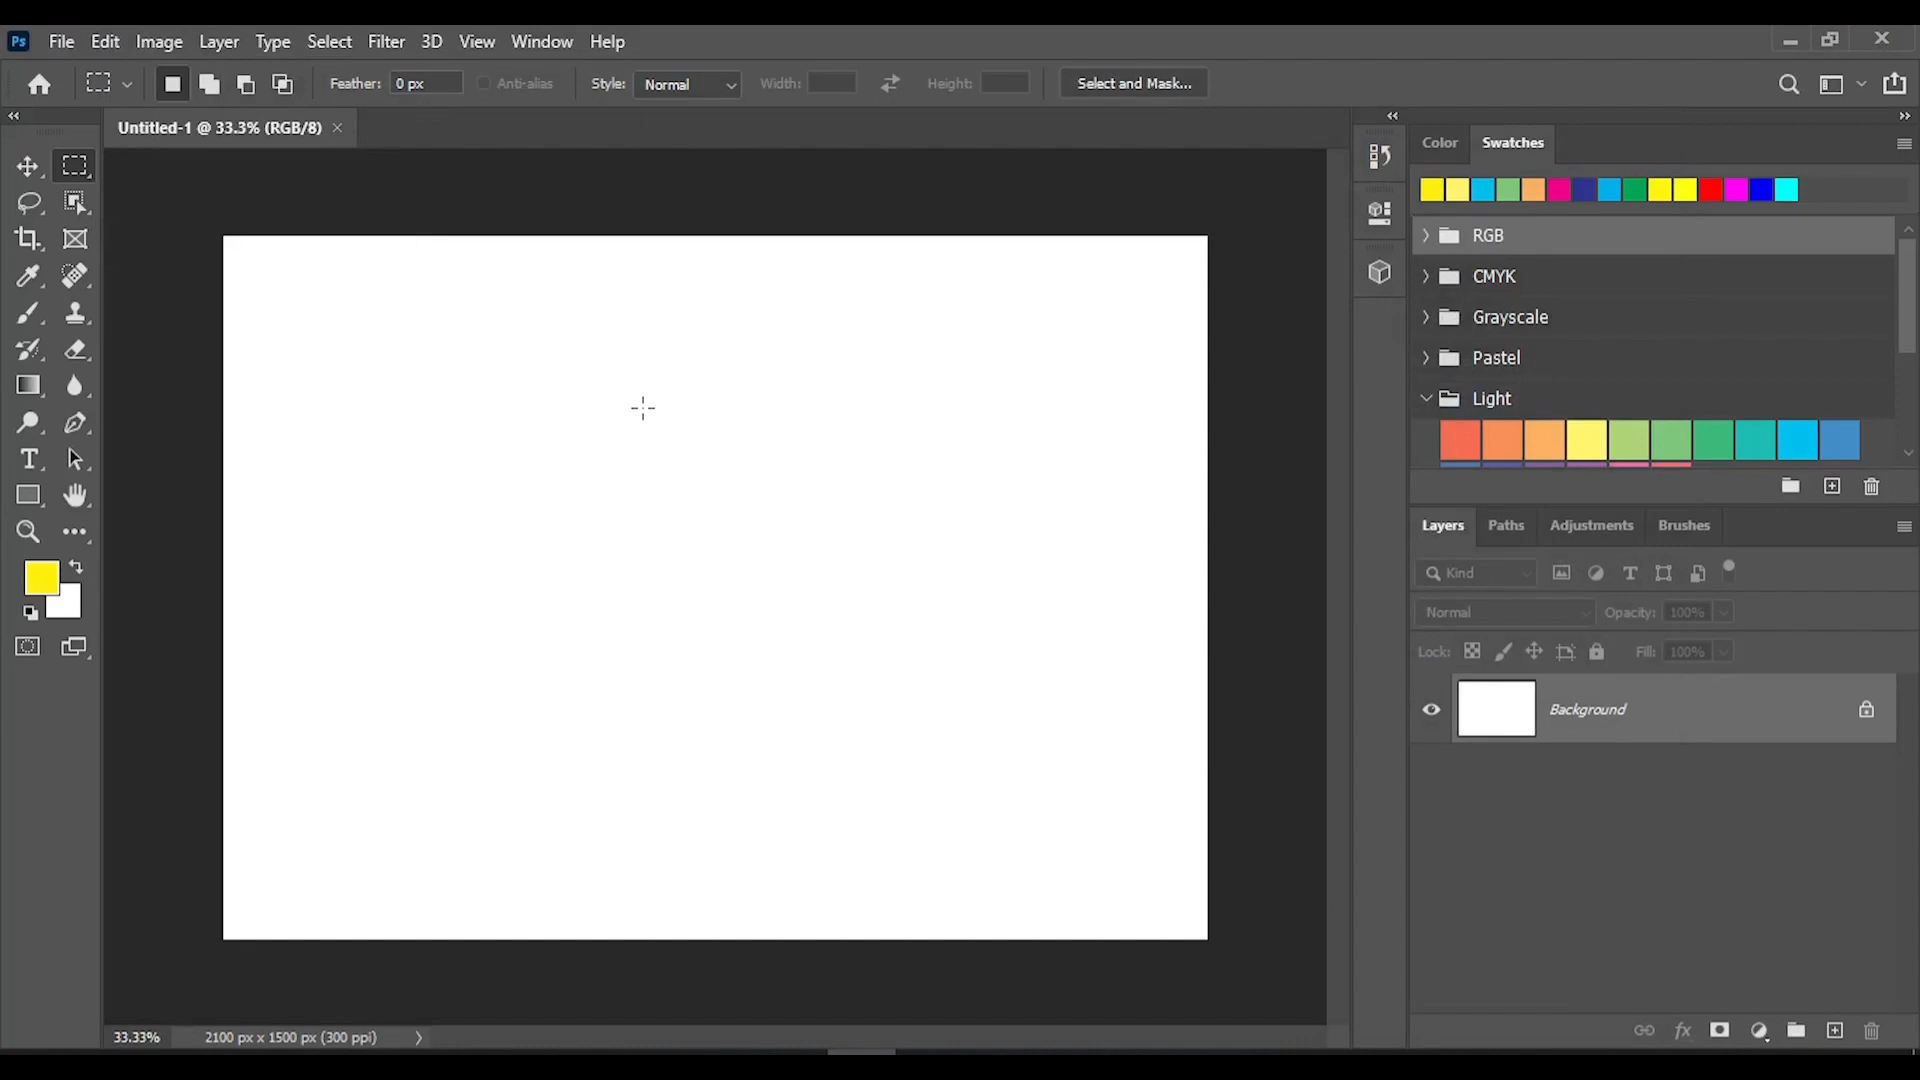 Ps File Edit Image Layer Type Select Filter 3D View Window Help
Feather: 0 px Anti-alias Style: Normal Width: Height: Select and Mask...
Untitled-1 @ 33.3% (RGB/8)
Color Swatches
RGB
CMYK
Grayscale
Pastel
Light
T
Layers Paths Adjustments Brushes
Kind T
Normal Opacity: 100%
Lock: Fill: 100%
Background
33.33% 2100 px x 1500 px (300 ppi)
fx